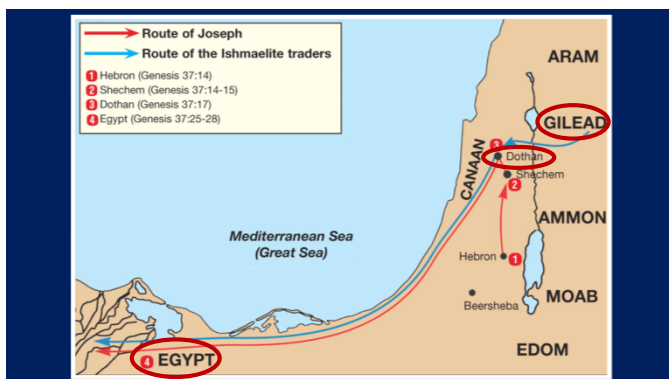 Route of Joseph
Route of the Ishmaelite traders
1 Hebron (Genesis 37:14)
2 Shechem (Genesis 37:14-15)
3 Dothan (Genesis 37:17)
4 Egypt (Genesis 37:25-28)
ARAM
GILEAD
CANAAN
3
Dothan
Shechem
2
AMMON
Mediterranean Sea
(Great Sea)
Hebron 1
Beersheba
MOAB
EDOM
4 EGYPT